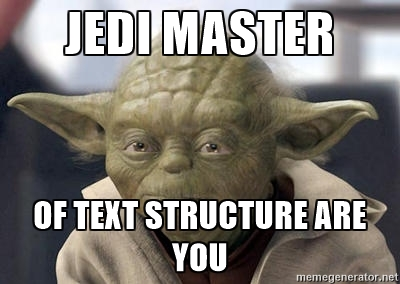 JEDI MASTER
OF TEXT STRUCTURE ARE
YOU
memegenerator.net